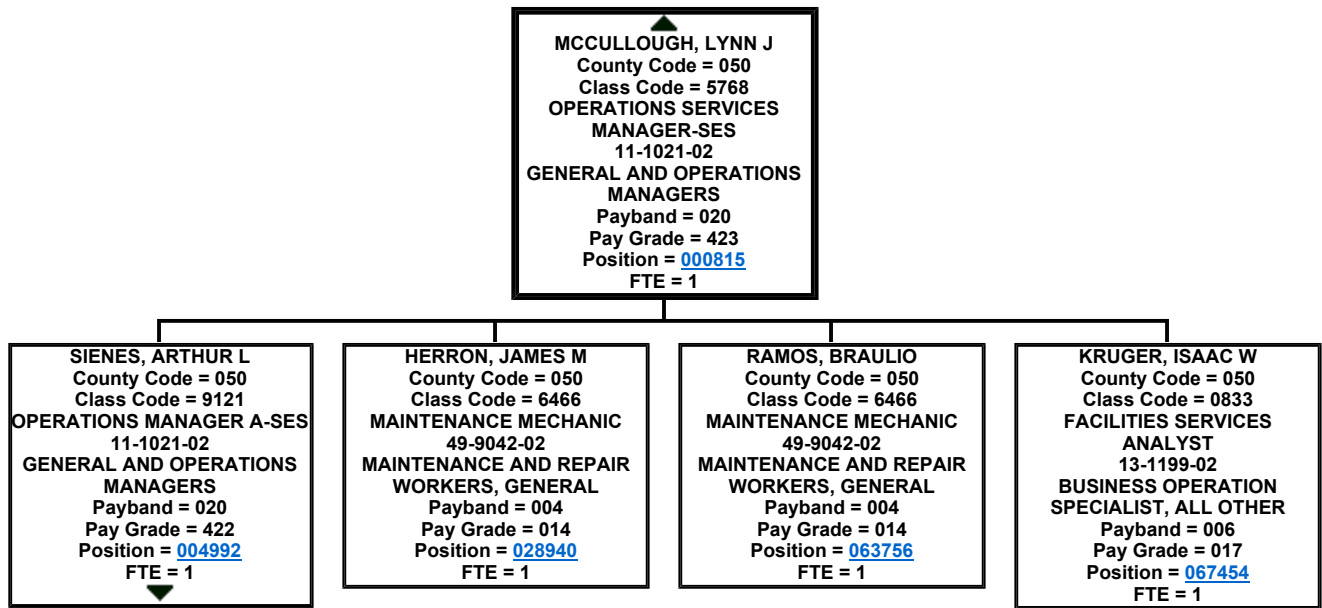 MCCULLOUGH, LYNN J
County Code = 050
Class Code = 5768
OPERATIONS SERVICES
MANAGER-SES
11-1021-02
GENERAL AND OPERATIONS
MANAGERS
Payband = 020
Pay Grade = 423
Position = 000815
FTE = 1
SIENES, ARTHUR L
County Code = 050
Class Code = 9121
OPERATIONS MANAGER A-SES
11-1021-02
GENERAL AND OPERATIONS
MANAGERS
Payband = 020
Pay Grade = 422
Position = 004992
FTE = 1
HERRON, JAMES M
County Code = 050
Class Code = 6466
MAINTENANCE MECHANIC
49-9042-02
MAINTENANCE AND REPAIR
WORKERS, GENERAL
Payband = 004
Pay Grade = 014
Position = 028940
FTE = 1
RAMOS, BRAULIO
County Code = 050
Class Code = 6466
MAINTENANCE MECHANIC
49-9042-02
MAINTENANCE AND REPAIR
WORKERS, GENERAL
Payband = 004
Pay Grade = 014
Position = 063756
FTE = 1
KRUGER, ISAAC W
County Code = 050
Class Code = 0833
FACILITIES SERVICES
ANALYST
13-1199-02
BUSINESS OPERATION
SPECIALIST, ALL OTHER
Payband = 006
Pay Grade = 017
Position = 067454
FTE = 1